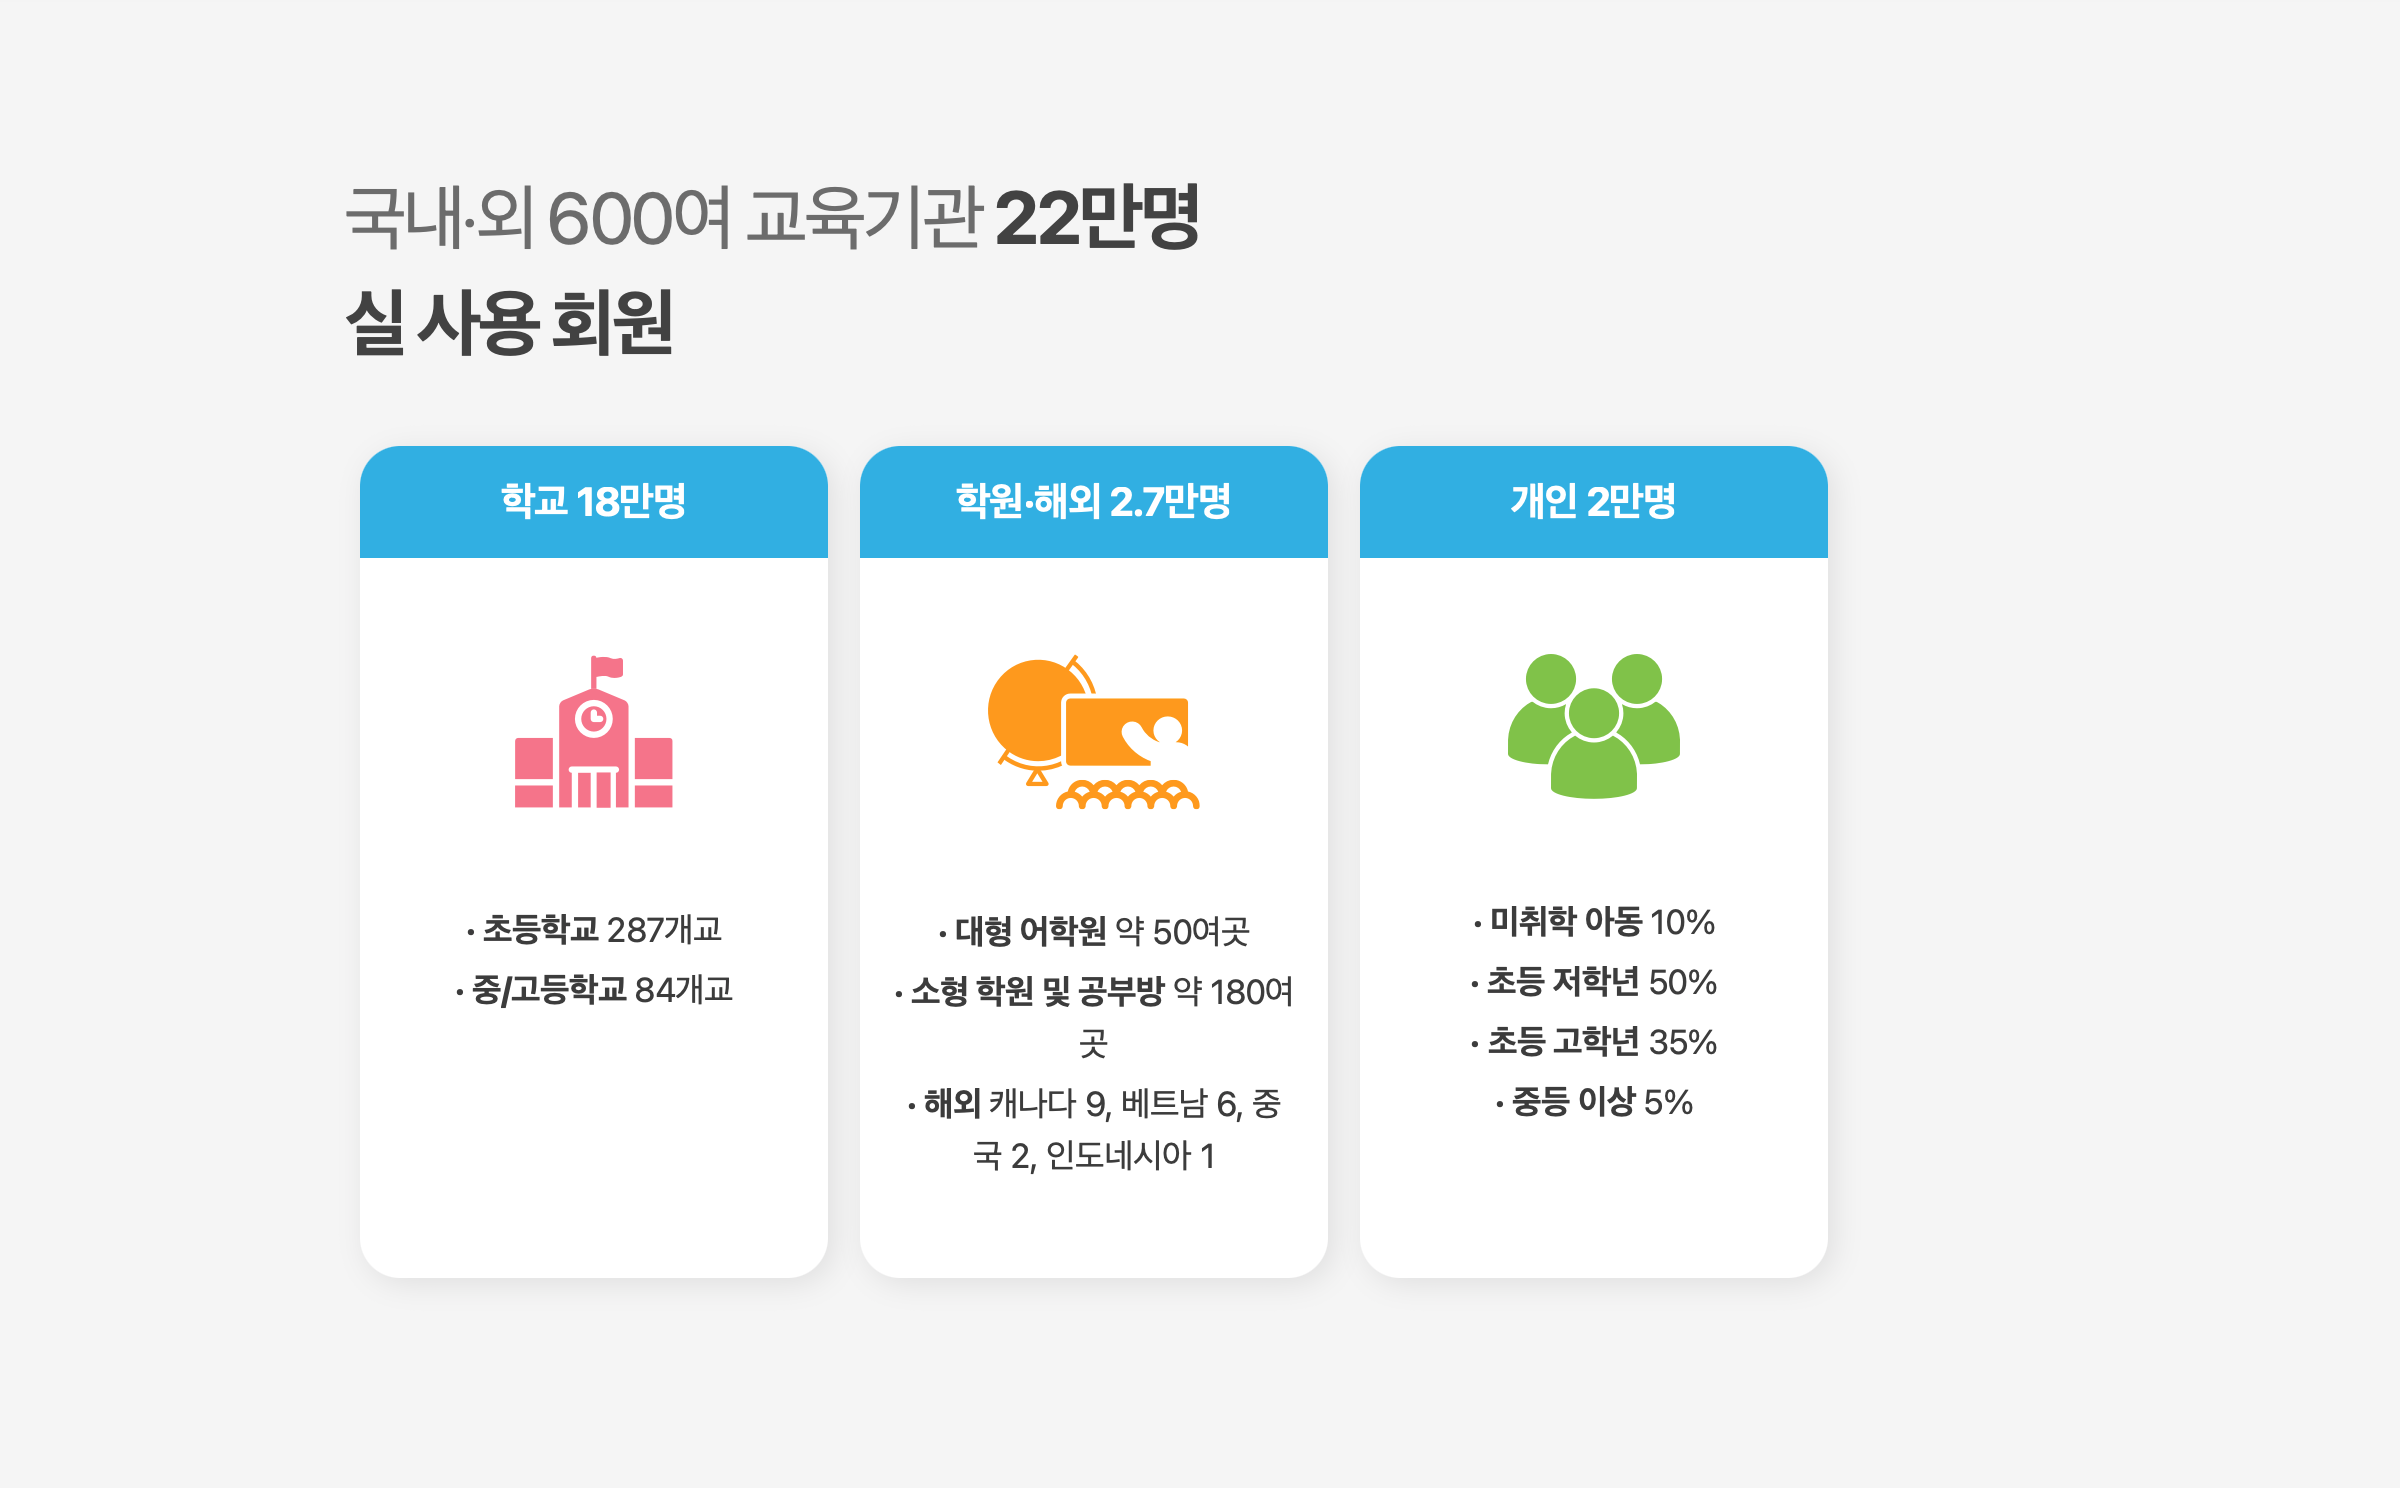 국내·외 600여 교육기관 22만명
실 사용 회원
학교 18만명
· 초등학교 287개교
· 중/고등학교 84개교
학원·해외 2.7만명
· 대형 어학원 약 50여곳
· 소형 학원 및 공부방 약 180여
곳
· 해외 캐나다 9, 베트남 6, 중
국 2, 인도네시아 1
개인 2만명
· 미취학 아동 10%
· 초등 저학년 50%
· 초등 고학년 35%
· 중등 이상 5%